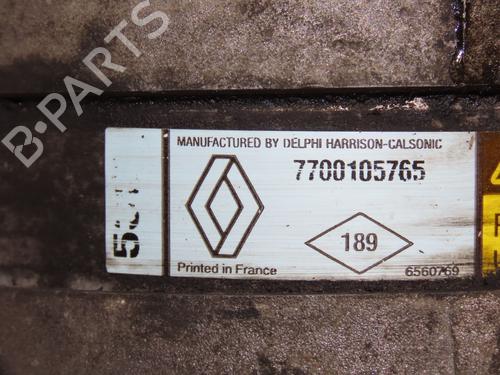 B-PARTS
MANUFACTURED BY DELPHI HARRISON-CALSONIC
7700105765
189
Printed in France
6560769